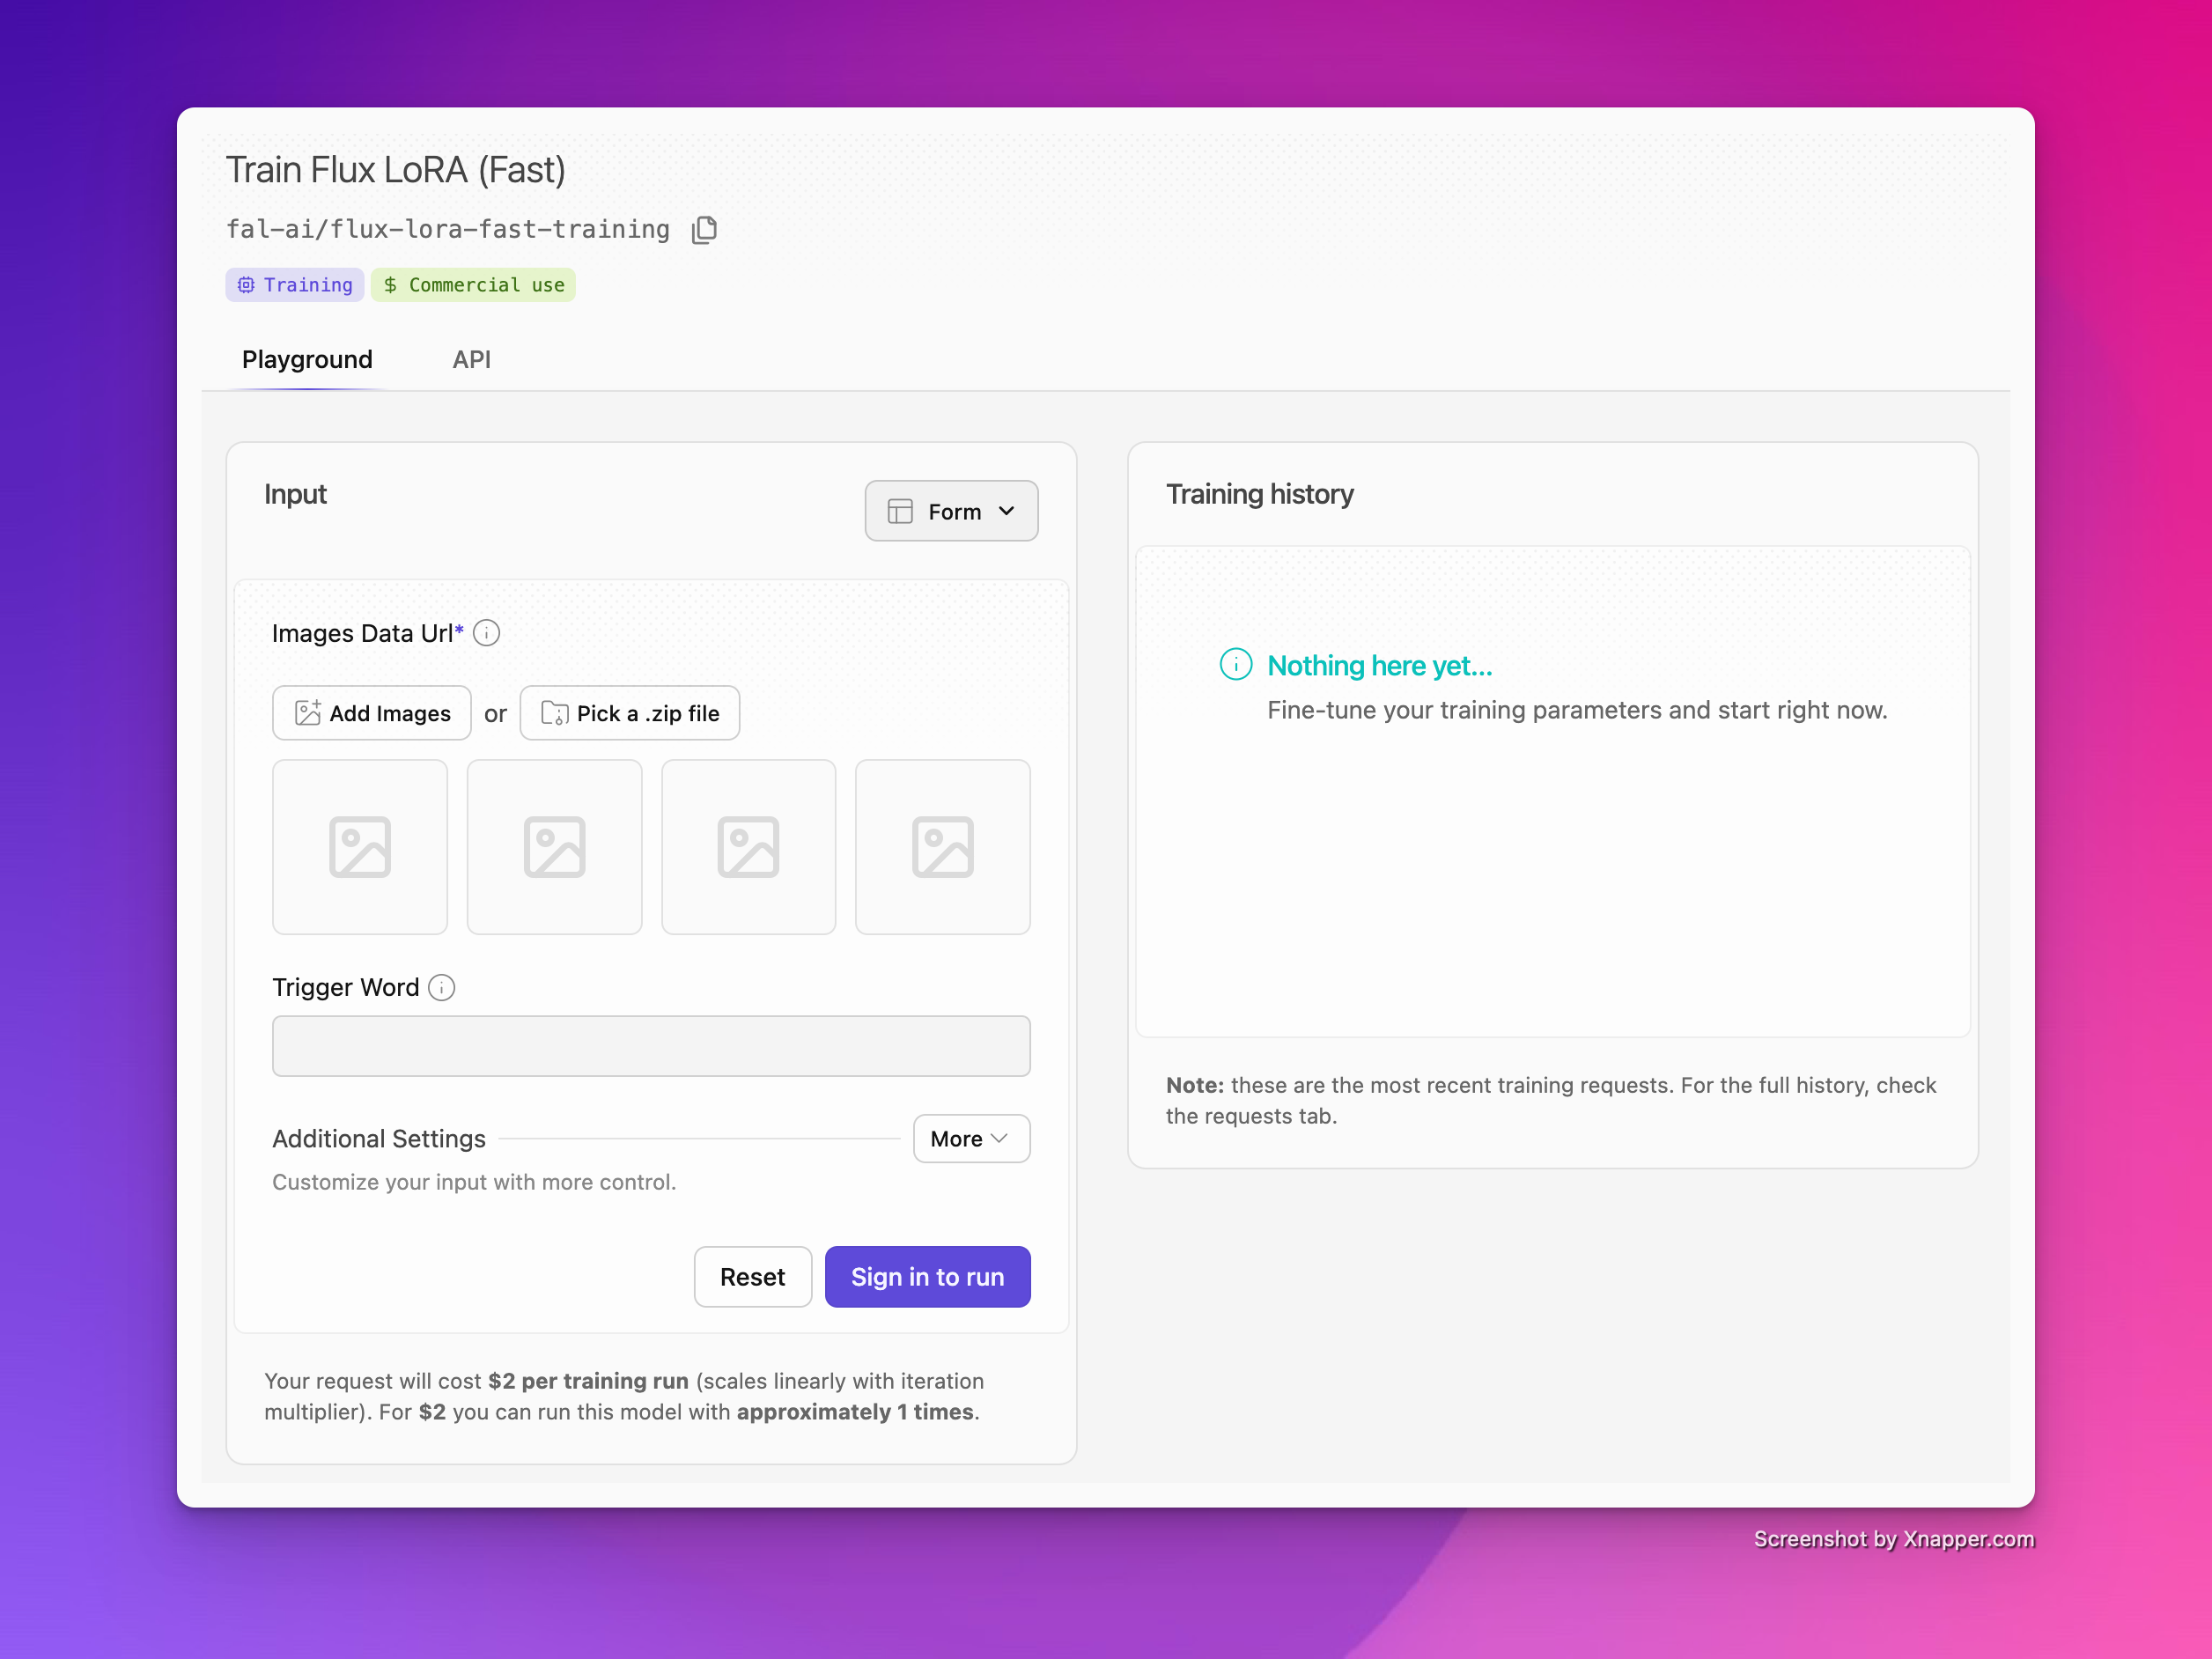 Train Flux LoRA (Fast)
fal-ai/flux-lora-fast-training
Training
$ Commercial use
Playground
API
Input
Form
Images Data Url*
Add Images
or
Pick a .zip file
Trigger Word
Additional Settings
More
Customize your input with more control.
Reset
Sign in to run
Your request will cost $2 per training run (scales linearly with iteration
multiplier). For $2 you can run this model with approximately 1 times.
Training history
Nothing here yet...
Fine-tune your training parameters and start right now.
Note: these are the most recent training requests. For the full history, check
the requests tab.
Screenshot by Xnapper.com